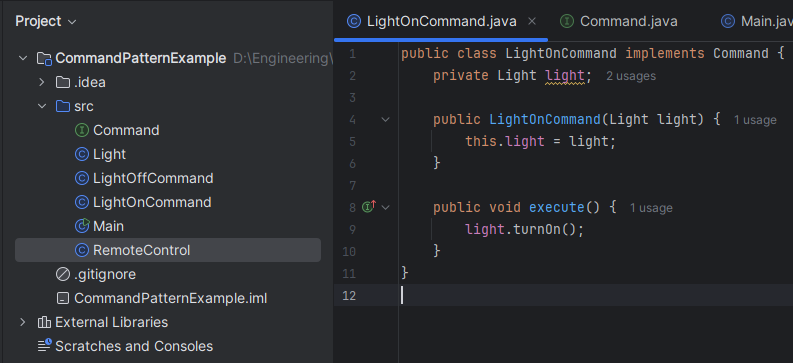 Project
CommandPatternExample D:\Engineering\
.idea
src
Command
Light
LightOffCommand
LightOnCommand
Main
RemoteControl
.gitignore
CommandPatternExample.iml
External Libraries
Scratches and Consoles
LightOnCommand.java Command.java Main.jav
1 public class LightOnCommand implements Command {
2 private Light light; 2 usages
3
4 public LightOnCommand(Light light) { 1 usage
5 this.light = light;
6 }
7
8 public void execute() { 1 usage
9 light.turnOn();
10 }
11 }
12